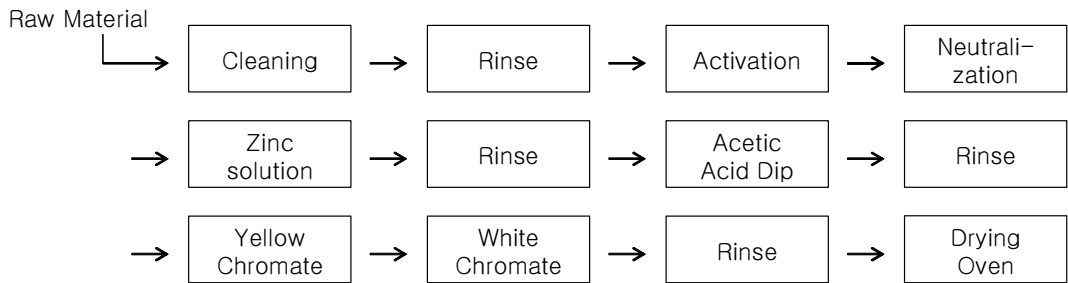 Raw Material
Cleaning
Rinse
Activation
Neutrali-
zation
Zinc
solution
Rinse
Acetic
Acid Dip
Rinse
Yellow
Chromate
White
Chromate
Rinse
Drying
Oven